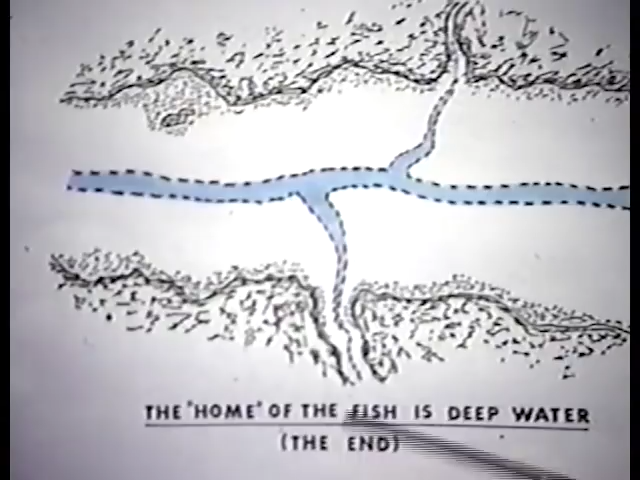 THE "HOME" OF THE FISH IS DEEP WATER
(THE END)